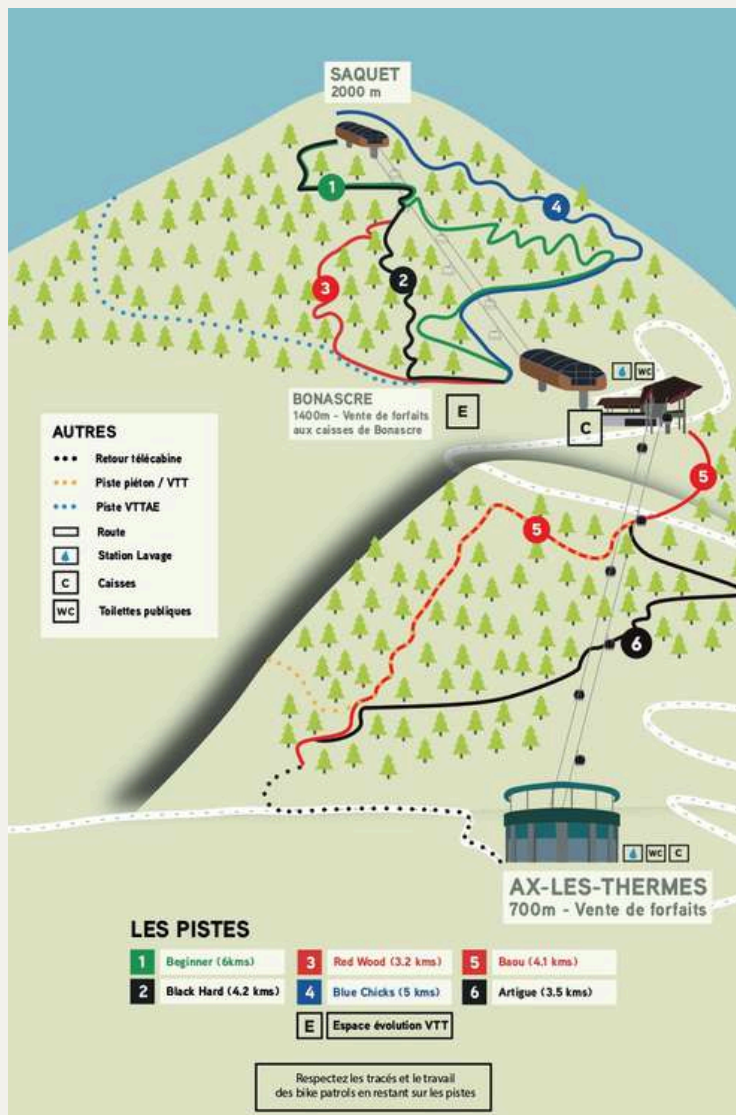 SAQUET
2000 m
1
4
2
3
BONASCRE
1400m - Vente de forfaits
aux caisses de Bonascre
E
WC
C
5
5
6
AUTRES
Retour télécabine
Piste piéton / VTT
Piste VTTAE
Route
Station Lavage
C Caisses
WC Toilettes publiques
WC C
AX-LES-THERMES
700m - Vente de forfaits
LES PISTES
1 Beginner (6kms) 3 Red Wood (3.2 kms) 5 Baou (4.1 kms)
2 Black Hard (4.2 kms) 4 Blue Chicks (5 kms) 6 Artigue (3.5 kms)
E Espace évolution VTT
Respectez les tracés et le travail
des bike patrols en restant sur les pistes